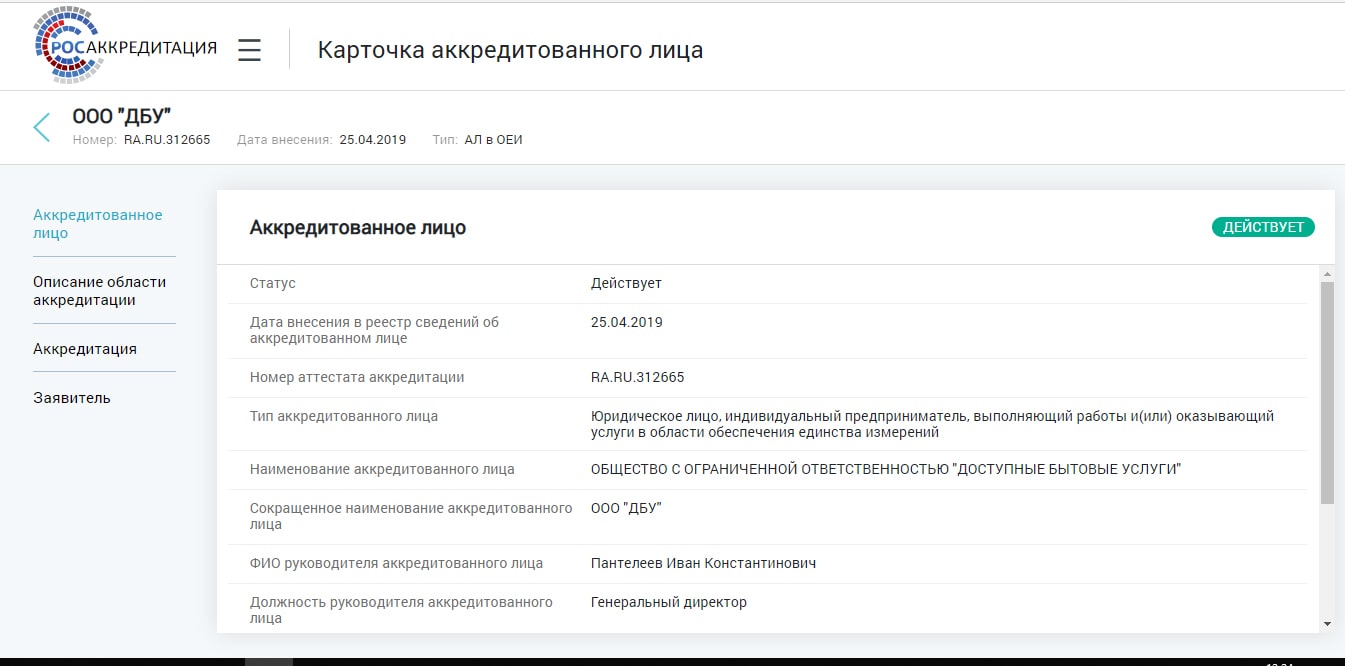 РОСАККРЕДИТАЦИЯ
Карточка аккредитованного лица
ООО "ДБУ"
Номер: RA.RU.312665 Дата внесения: 25.04.2019 Тип: АЛ в ОЕИ
Аккредитованное
лицо
Описание области
аккредитации
Аккредитация
Заявитель
Аккредитованное лицо
ДЕЙСТВУЕТ
Статус Действует
Дата внесения в реестр сведений об 25.04.2019
аккредитованном лице
Номер аттестата аккредитации RA.RU.312665
Тип аккредитованного лица Юридическое лицо, индивидуальный предприниматель, выполняющий работы и(или) оказывающий
услуги в области обеспечения единства измерений
Наименование аккредитованного лица ОБЩЕСТВО С ОГРАНИЧЕННОЙ ОТВЕТСТВЕННОСТЬЮ "ДОСТУПНЫЕ БЫТОВЫЕ УСЛУГИ"
Сокращенное наименование аккредитованного ООО "ДБУ"
лица
ФИО руководителя аккредитованного лица Пантелеев Иван Константинович
Должность руководителя аккредитованного Генеральный директор
лица